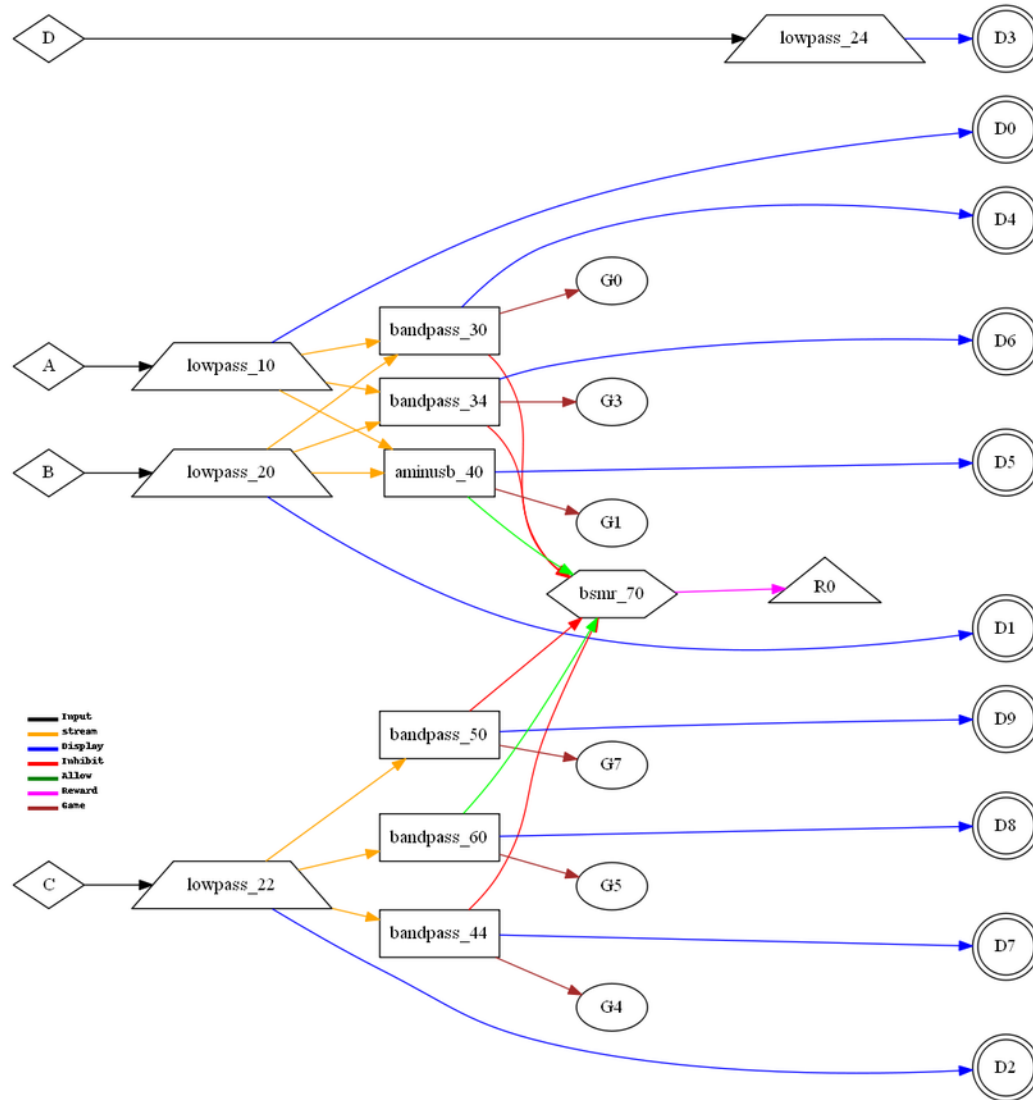 D
lowpass_24
D3
D0
D4
G0
bandpass_30
D6
A
lowpass_10
bandpass_34
G3
B
lowpass_20
aminusb_40
D5
G1
bsmr_70
R0
D1
Input
stream
Display
Inhibit
Allow
Reward
Game
bandpass_50
D9
G7
bandpass_60
D8
C
lowpass_22
G5
bandpass_44
D7
G4
D2